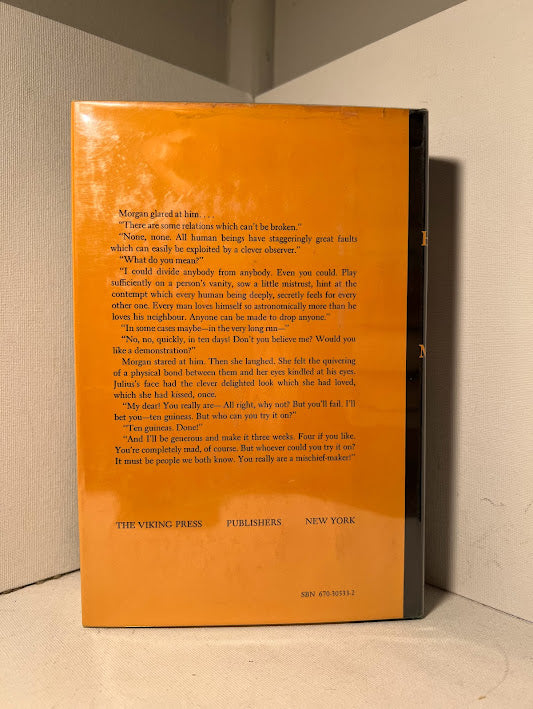 Morgan glared at him. . . .
"There are some relations which can't be broken."
"None, none. All human beings have staggeringly great faults
which can easily be exploited by a clever observer."
"What do you mean?"
"I could divide anybody from anybody. Even you could. Play
sufficiently on a person's vanity, sow a little mistrust, hint at the
contempt which every human being deeply, secretly feels for every
other one. Every man loves himself so astronomically more than he
loves his neighbour. Anyone can be made to drop anyone."
"In some cases maybe—in the very long run—"
"No, no, quickly, in ten days! Don't you believe me? Would you
like a demonstration?"
Morgan stared at him. Then she laughed. She felt the quivering
of a physical bond between them and her eyes kindled at his eyes.
Julius's face had the clever delighted look which she had loved,
which she had kissed, once.
"My dear! You really are— All right, why not? But you'll fail. I'll
bet you—ten guineas. But who can you try it on?"
"Ten guineas. Done!"
"And I'll be generous and make it three weeks. Four if you like.
You're completely mad, of course. But whoever could you try it on?
It must be people we both know. You really are a mischief-maker!"
THE VIKING PRESS PUBLISHERS NEW YORK
SBN 670-30533-2